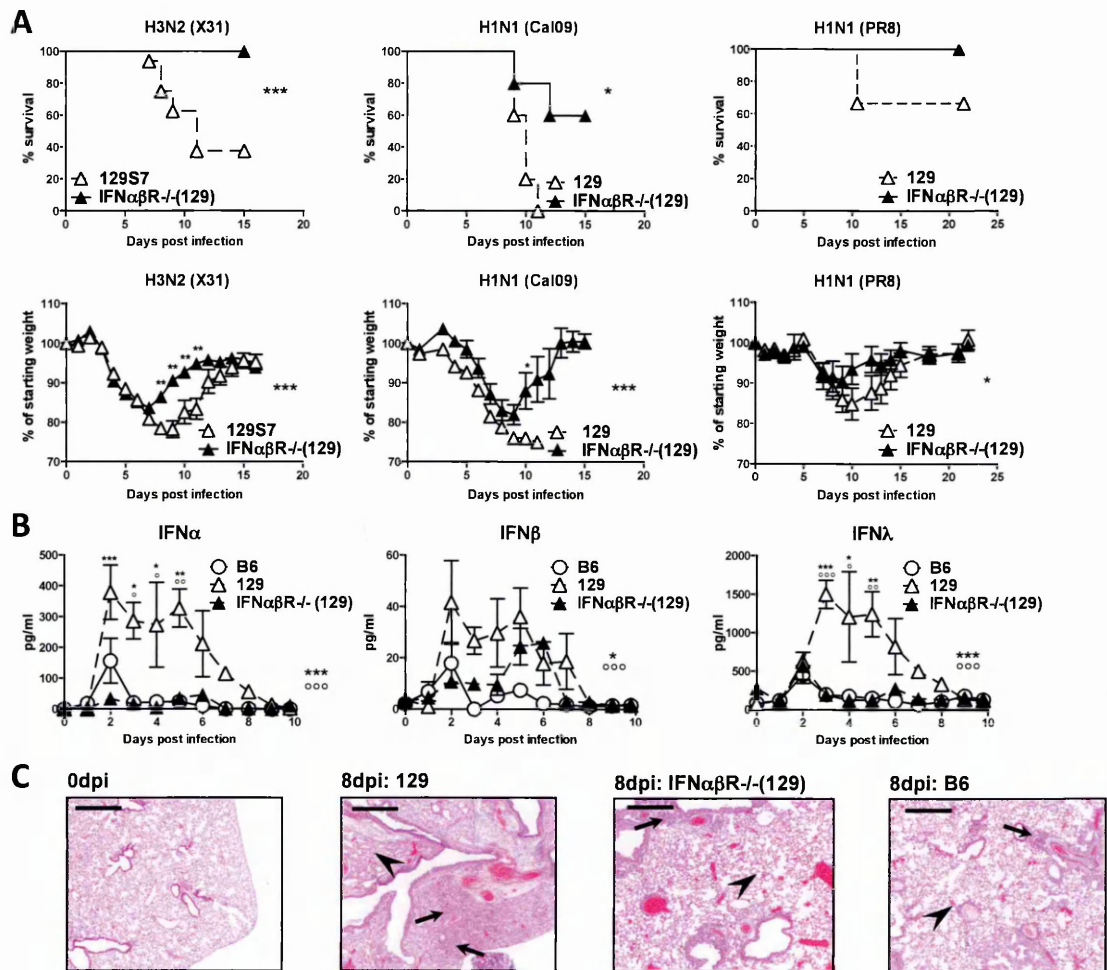 A
H3N2 (X31)
H1N1 (Cal09)
H1N1 (PR8)
% survival
100
80
60
40
20
0
***
129S7
IFNαβR-/-(129)
0 5 10 15 20
Days post infection
% survival
100
80
60
40
20
0
*
129
IFNαβR-/-(129)
0 5 10 15 20
Days post infection
% survival
100
80
60
40
20
0
129
IFNαβR-/-(129)
0 5 10 15 20 25
Days post infection
H3N2 (X31)
H1N1 (Cal09)
H1N1 (PR8)
% of starting weight
110
100
90
80
70
** ** ** **
***
129S7
IFNαβR-/-(129)
0 5 10 15 20
Days post infection
% of starting weight
110
100
90
80
70
*
***
129
IFNαβR-/-(129)
0 5 10 15 20
Days post infection
% of starting weight
110
100
90
80
70
*
129
IFNαβR-/-(129)
0 5 10 15 20 25
Days post infection
B
IFNα
IFNβ
IFNλ
pg/ml
500
400
300
200
100
0
*** * * **
° ° °°
B6
129
IFNαβR-/- (129)
***
°°°
0 2 4 6 8 10
Days post infection
pg/ml
60
40
20
0
B6
129
IFNαβR-/-(129)
*
°°°
0 2 4 6 8 10
Days post infection
pg/ml
2000
1500
1000
500
0
*** * **
°°° ° °°
B6
129
IFNαβR-/-(129)
***
°°°
0 2 4 6 8 10
Days post infection
C
0dpi
8dpi: 129
8dpi: IFNαβR-/-(129)
8dpi: B6